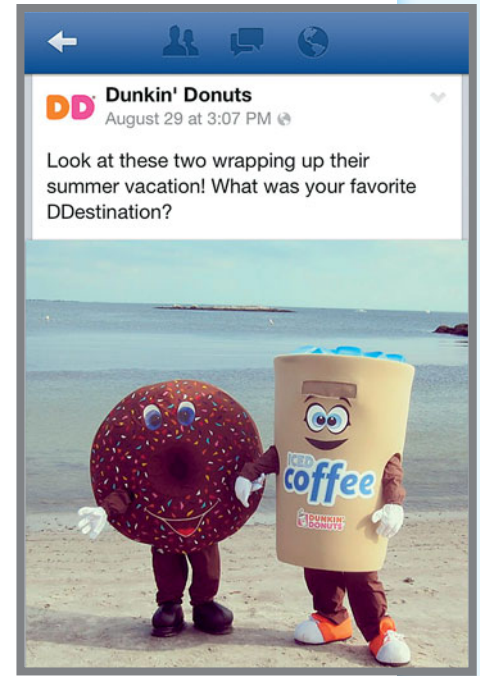 DD Dunkin' Donuts
August 29 at 3:07 PM
Look at these two wrapping up their
summer vacation! What was your favorite
DDestination?
ICED
coffee
DUNKIN'
DONUTS